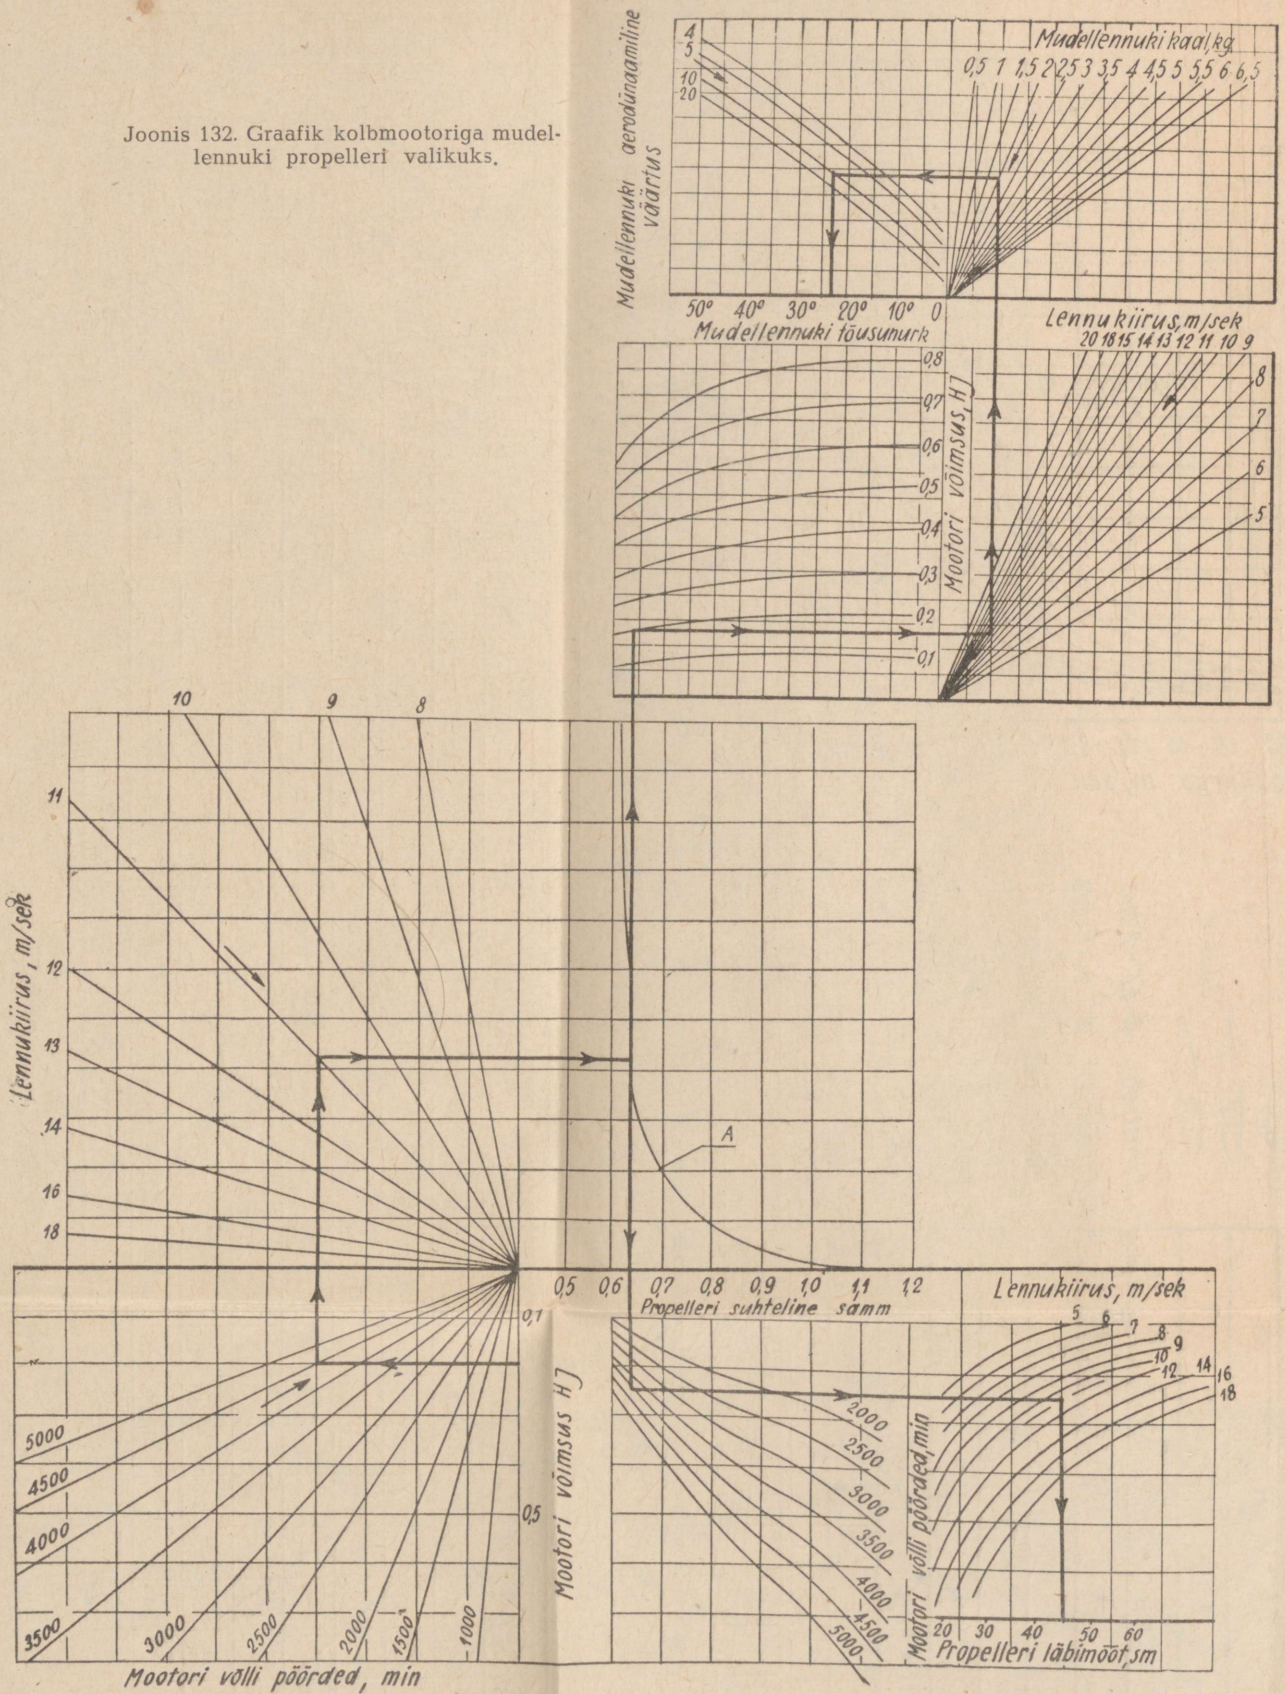 Joonis 132. Graafik kolbmootoriga mudel-
lennuki propelleri valikuks.
Mudellennuki aerodünaamiline
väärtus
4
5
10
20
Mudellennuki kaal, kg
0,5 1 1,5 2 2,5 3 3,5 4 4,5 5 5,5 6 6,5
50° 40° 30° 20° 10° 0
Mudellennuki tõusunurk
Lennukiirus, m/sek
20 18 15 14 13 12 11 10 9
8
7
6
5
0,8
0,7
0,6
0,5
0,4
0,3
0,2
0,1
Mootori võimsus, HJ
10 9 8
11
12
13
14
16
18
Lennukiirus, m/sek
A
0,5 0,6 0,7 0,8 0,9 1,0 1,1 1,2
Propelleri suhteline samm
Lennukiirus, m/sek
5 6 7 8 9 10 12 14 16 18
0,1
0,5
Mootori võimsus HJ
5000
4500
4000
3500 3000 2500 2000 1500 1000
Mootori võlli pöörded, min
2000
2500
3000
3500
4000
4500
5000
Mootori võlli pöörded, min
20 30 40 50 60
Propelleri läbimõõt, sm